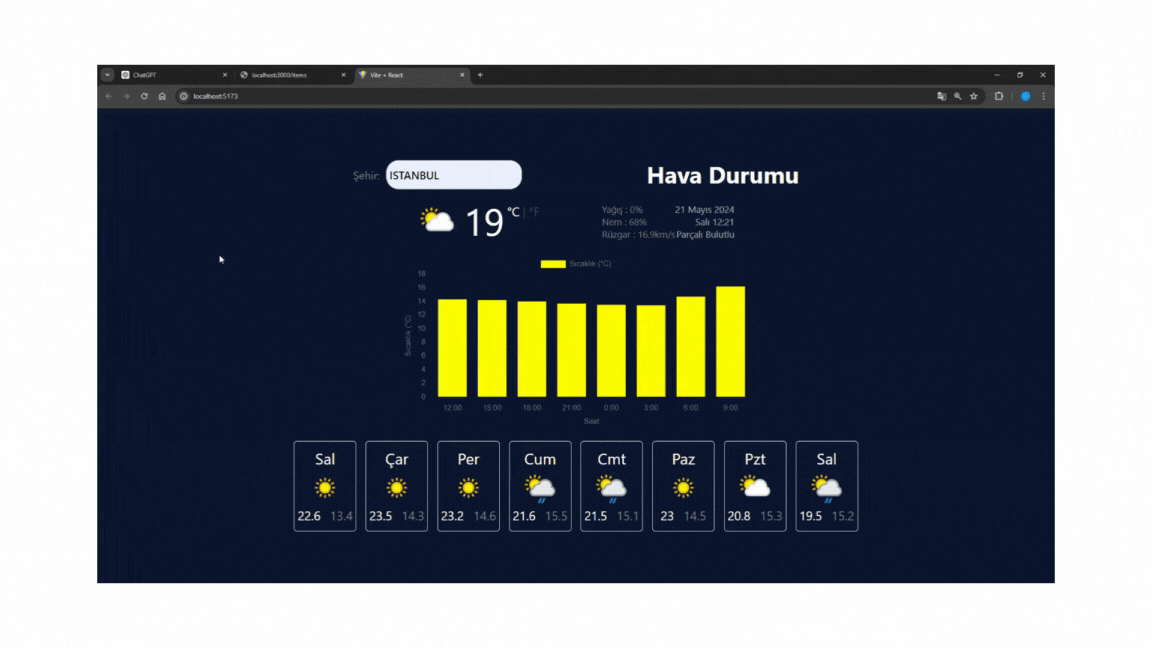 ChatGPT
localhost:3000/items
Vite + React
localhost:5173
Şehir:
ISTANBUL
Hava Durumu
19 °C | °F
Yağış : 0%
Nem : 68%
Rüzgar : 16.9km/s
21 Mayıs 2024
Salı 12:21
Parçalı Bulutlu
Sıcaklık (°C)
Sıcaklık (°C)
18
16
14
12
10
8
6
4
2
0
12:00 15:00 18:00 21:00 0:00 3:00 6:00 9:00
Saat
Sal Çar Per Cum Cmt Paz Pzt Sal
22.6 13.4 23.5 14.3 23.2 14.6 21.6 15.5 21.5 15.1 23 14.5 20.8 15.3 19.5 15.2